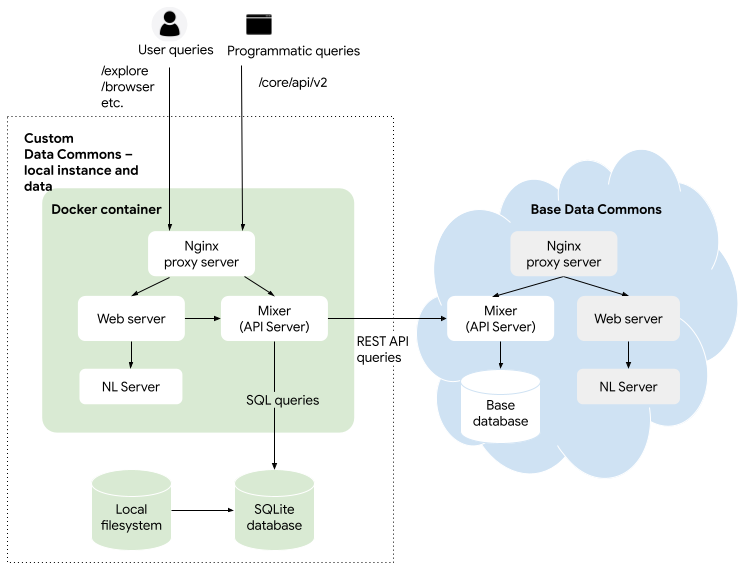 User queries
Programmatic queries
/explore
/browser
etc.
/core/api/v2
Custom
Data Commons –
local instance and
data
Docker container
Nginx
proxy server
Web server
Mixer
(API Server)
NL Server
SQL queries
REST API
queries
Local
filesystem
SQLite
database
Base Data Commons
Nginx
proxy server
Mixer
(API Server)
Web server
Base
database
NL Server